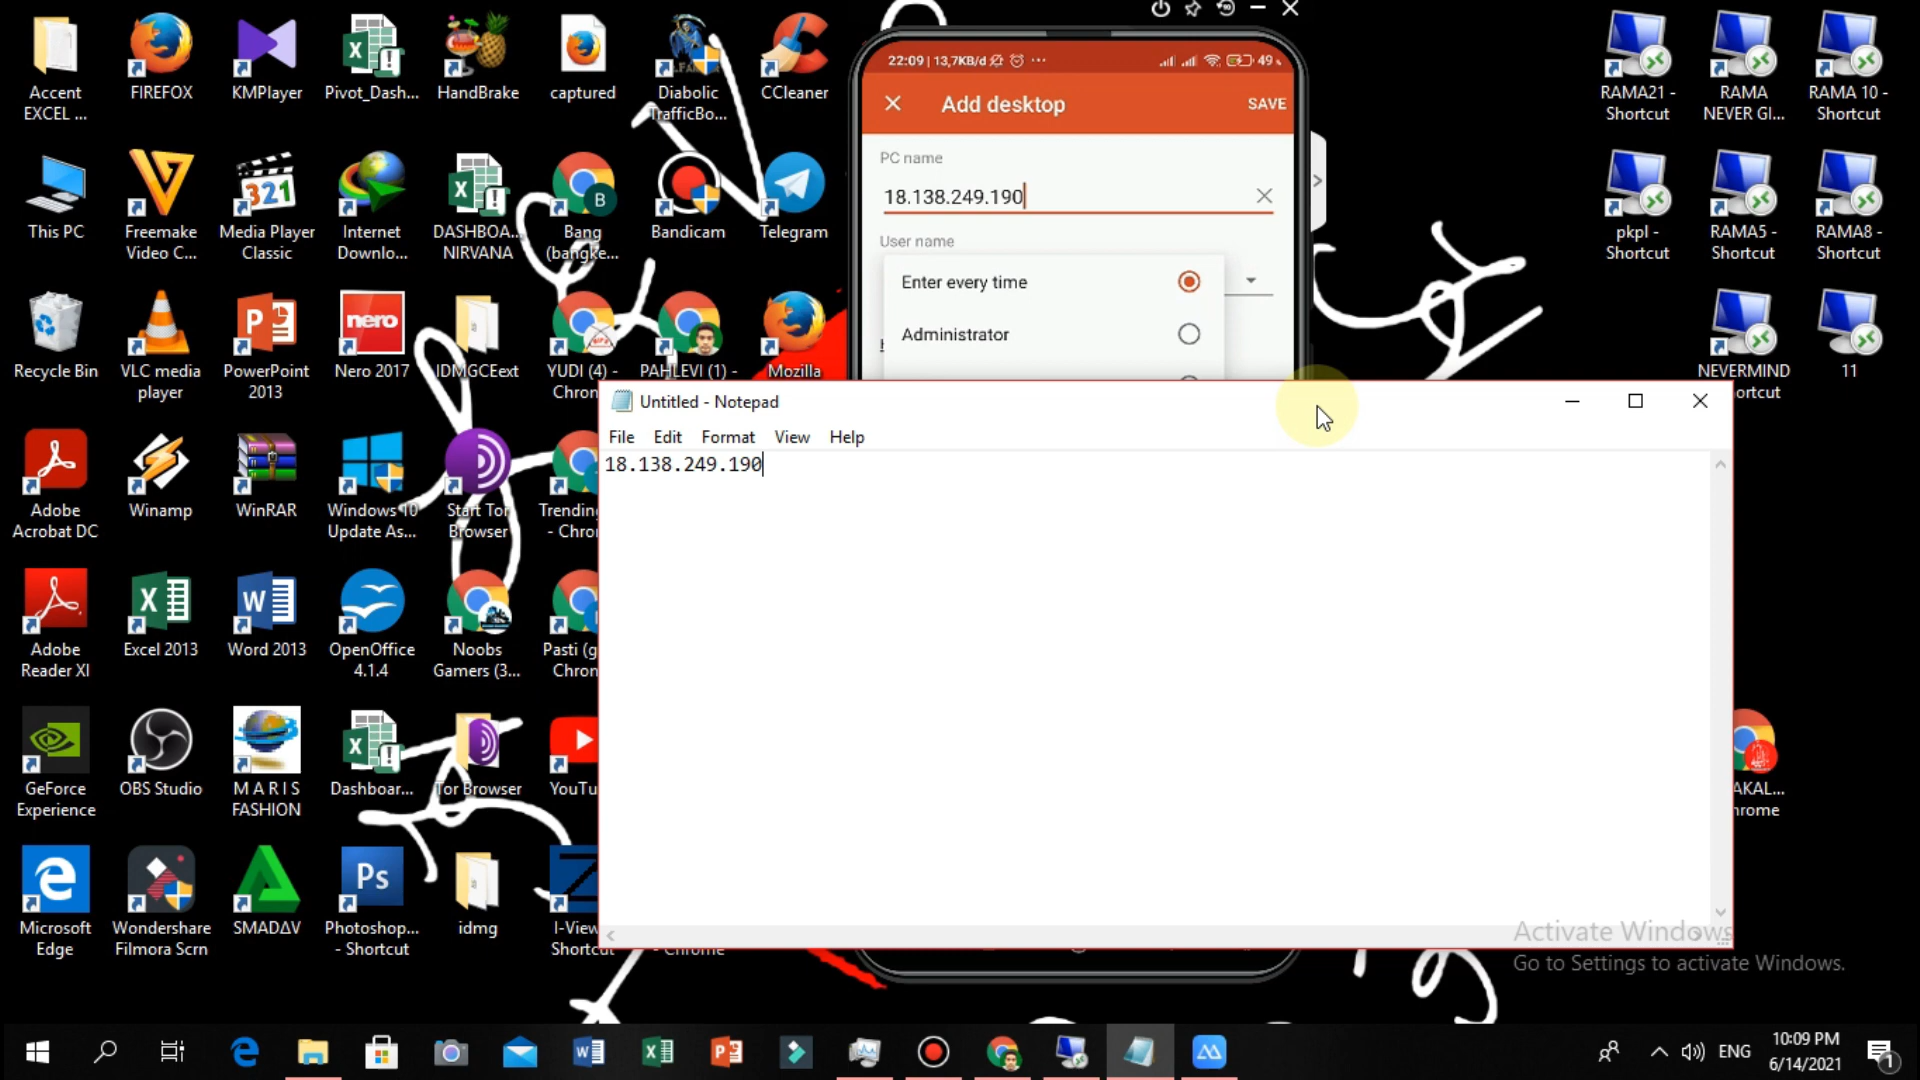 Accent
EXCEL ...
FIREFOX
KMPlayer
Pivot_Dash...
HandBrake
captured
Diabolic
TrafficBo...
CCleaner
This PC
Freemake
Video C...
Media Player
Classic
Internet
Downlo...
DASHBOA...
NIRVANA
Bang
(bangke...
Bandicam
Telegram
Recycle Bin
VLC media
player
PowerPoint
2013
nero
Nero 2017
IDMGCEext
YUDI (4) -
Chrom
PAHLEVI (1) -
Mozilla
Adobe
Acrobat DC
Winamp
WinRAR
Windows 10
Update As...
Start Tor
Browser
Trending
- Chro
Adobe
Reader XI
Excel 2013
Word 2013
OpenOffice
4.1.4
Noobs
Gamers (3...
Pasti (g
Chron
GeForce
Experience
OBS Studio
M A R I S
FASHION
Dashboar...
Tor Browser
YouTu
Microsoft
Edge
Wondershare
Filmora Scrn
SMADΔV
Ps
Photoshop...
- Shortcut
idmg
I-View
Shortcut
- Chrome
22:09 | 13,7KB/d
49
Add desktop
SAVE
PC name
18.138.249.190
User name
Enter every time
Administrator
Untitled - Notepad
File Edit Format View Help
18.138.249.190
RAMA21 -
Shortcut
RAMA
NEVER GI...
RAMA 10 -
Shortcut
pkpl -
Shortcut
RAMA5 -
Shortcut
RAMA8 -
Shortcut
NEVERMIND
ortcut
11
AKAL...
hrome
Activate Windows
Go to Settings to activate Windows.
ENG
10:09 PM
6/14/2021
1